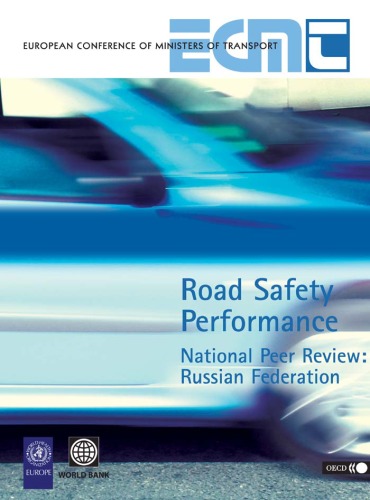 EUROPEAN CONFERENCE OF MINISTERS OF TRANSPORT
ECMT
Road Safety
Performance
National Peer Review:
Russian Federation
EUROPE
WORLD BANK
OECD